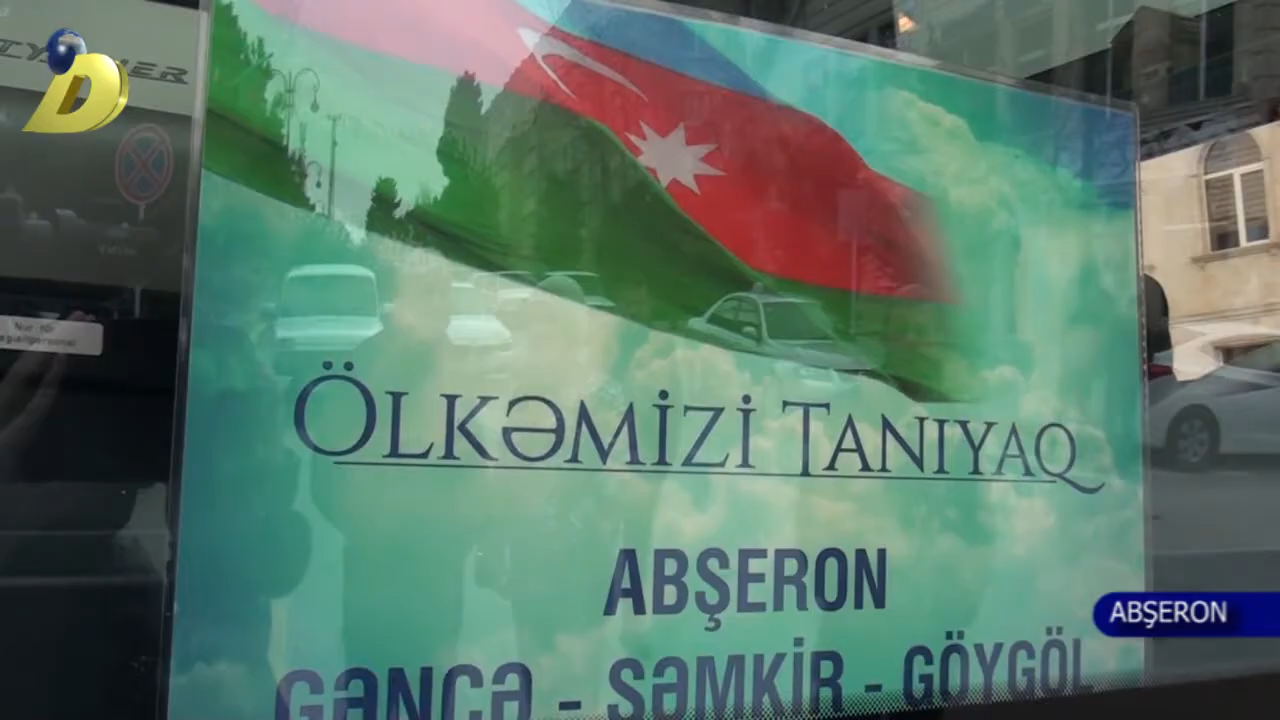 D
ÖLKƏMİZİ TANIYAQ
ABŞERON
ABŞERON
GƏNCƏ - ŞƏMKİR - GÖYGÖL